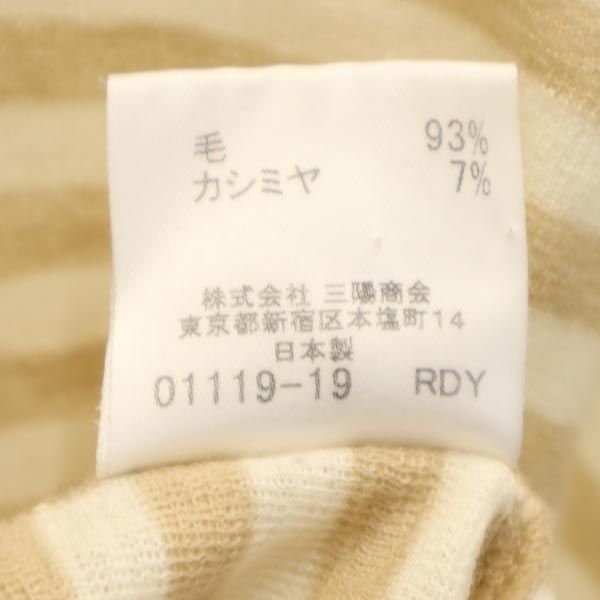 毛 93%
カシミヤ 7%
株式会社 三陽商会
東京都新宿区本塩町14
日本製
01119-19 RDY